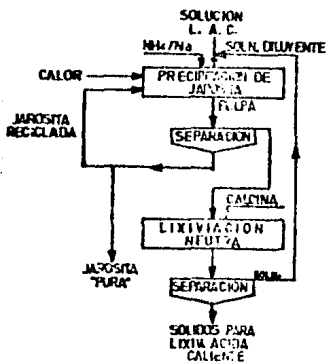 SOLUCION
L. A. C.
NH₄/Na
SOLN. DILUYENTE
CALOR
PRECIPITACION DE
JAROSITA
PULPA
JAROSITA
RECICLADA
SEPARACION
CALCINA
LIXIVIACION
NEUTRA
JAROSITA
"PURA"
SEPARACION
SOLIDOS PARA
LIXIV. ACIDA
CALIENTE